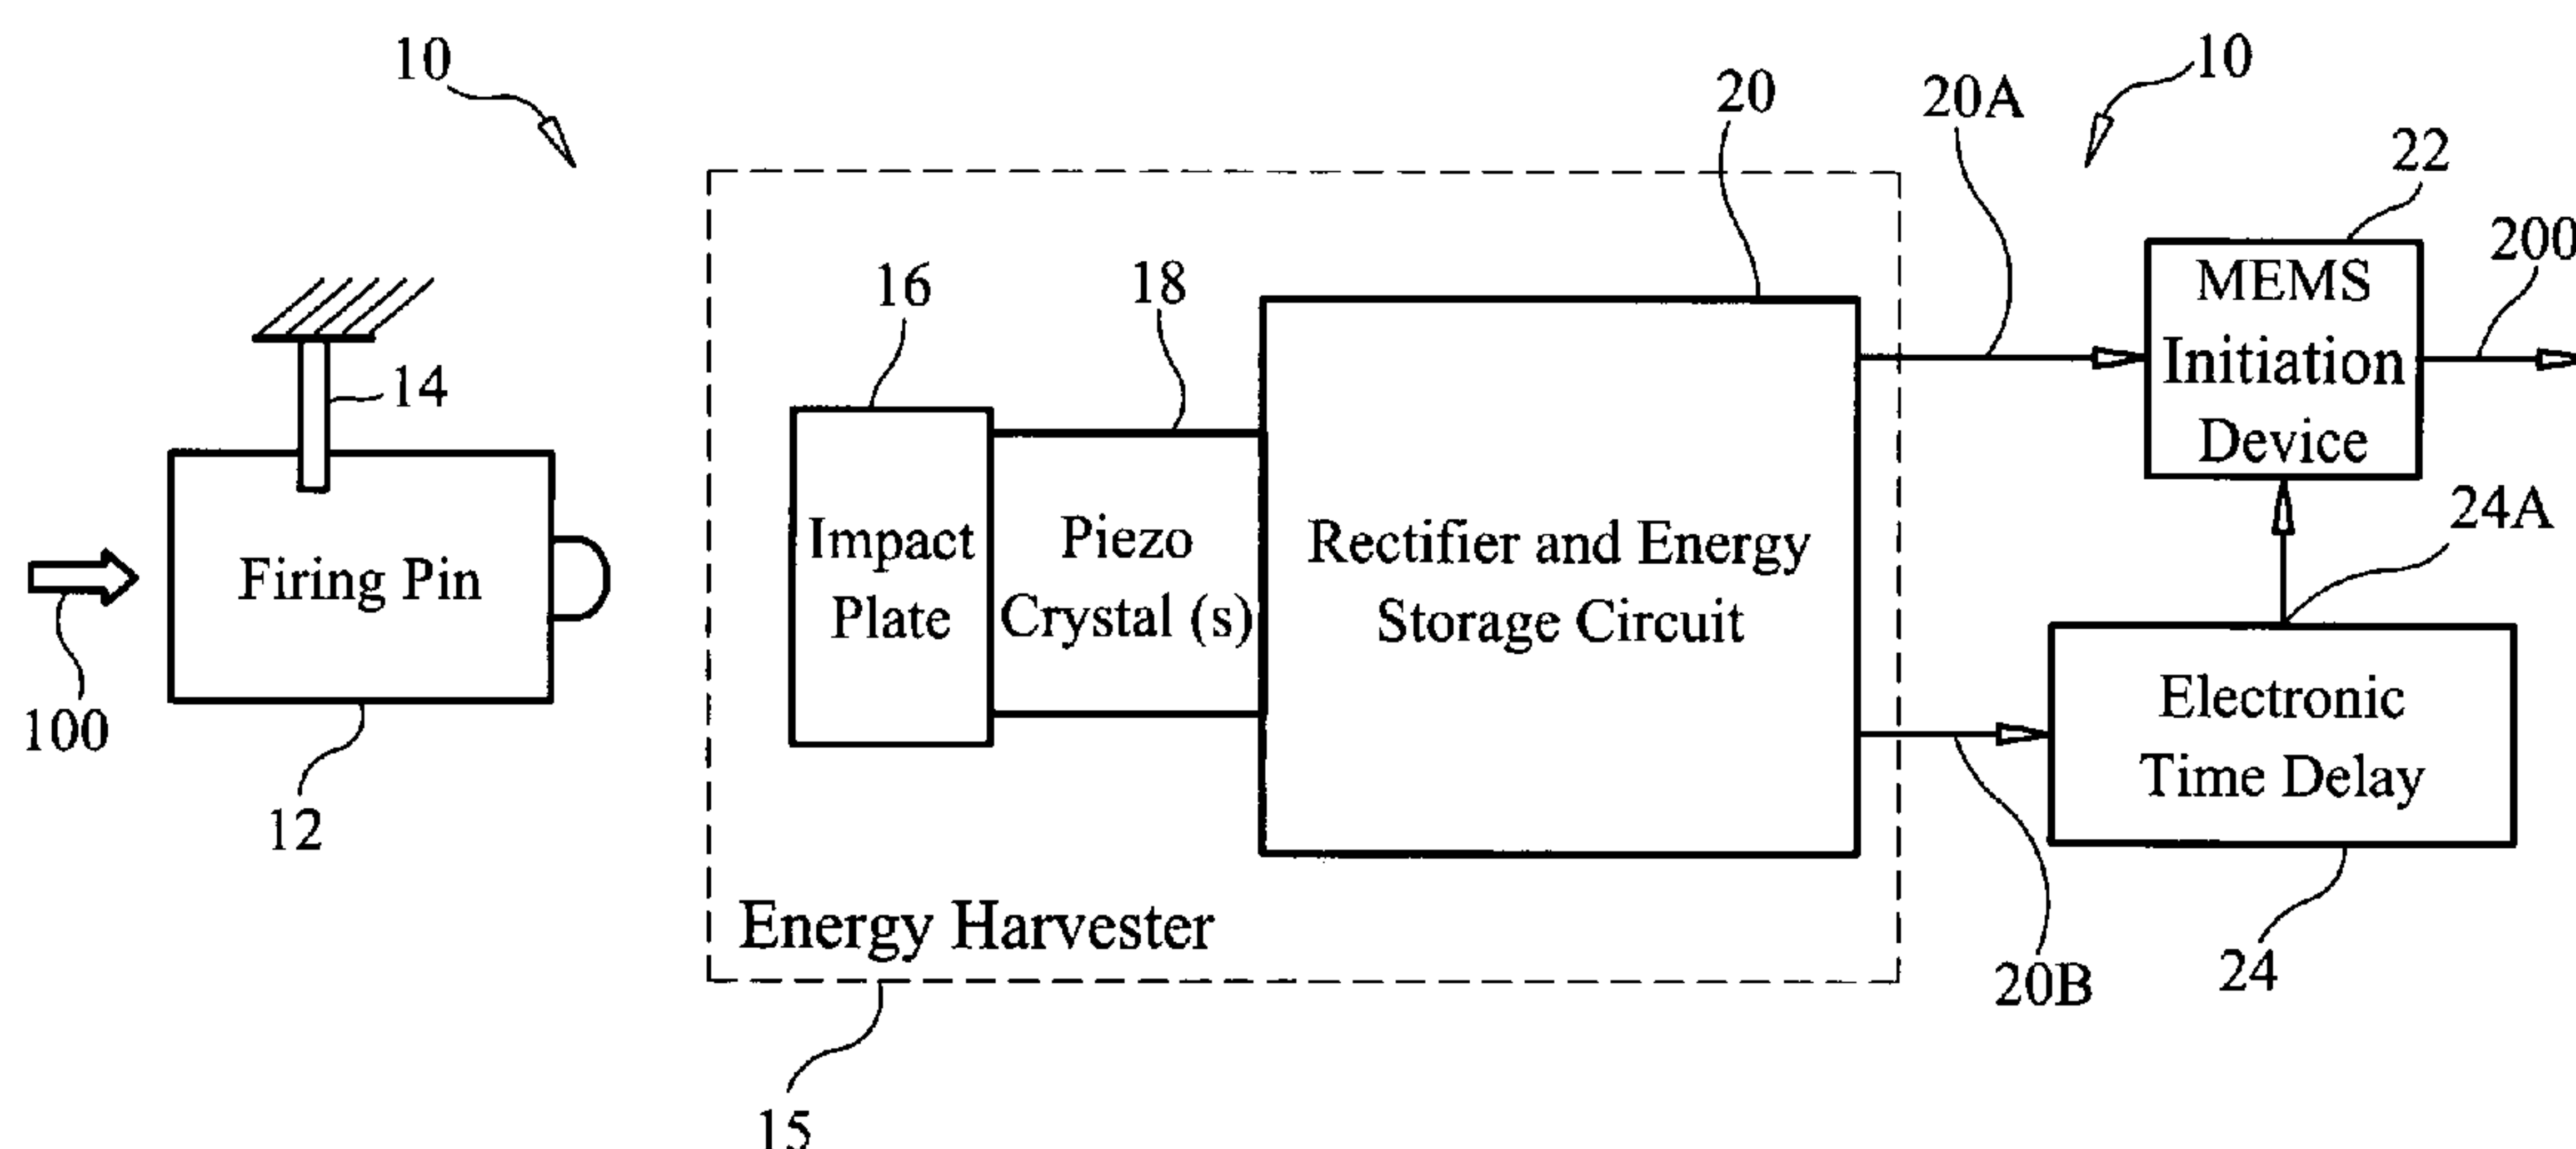 10
10
20
20A
22
200
16
18
14
MEMS
Initiation
Device
24A
Firing Pin
Impact
Plate
Piezo
Crystal (s)
Rectifier and Energy
Storage Circuit
Electronic
Time Delay
100
12
Energy Harvester
20B
24
15